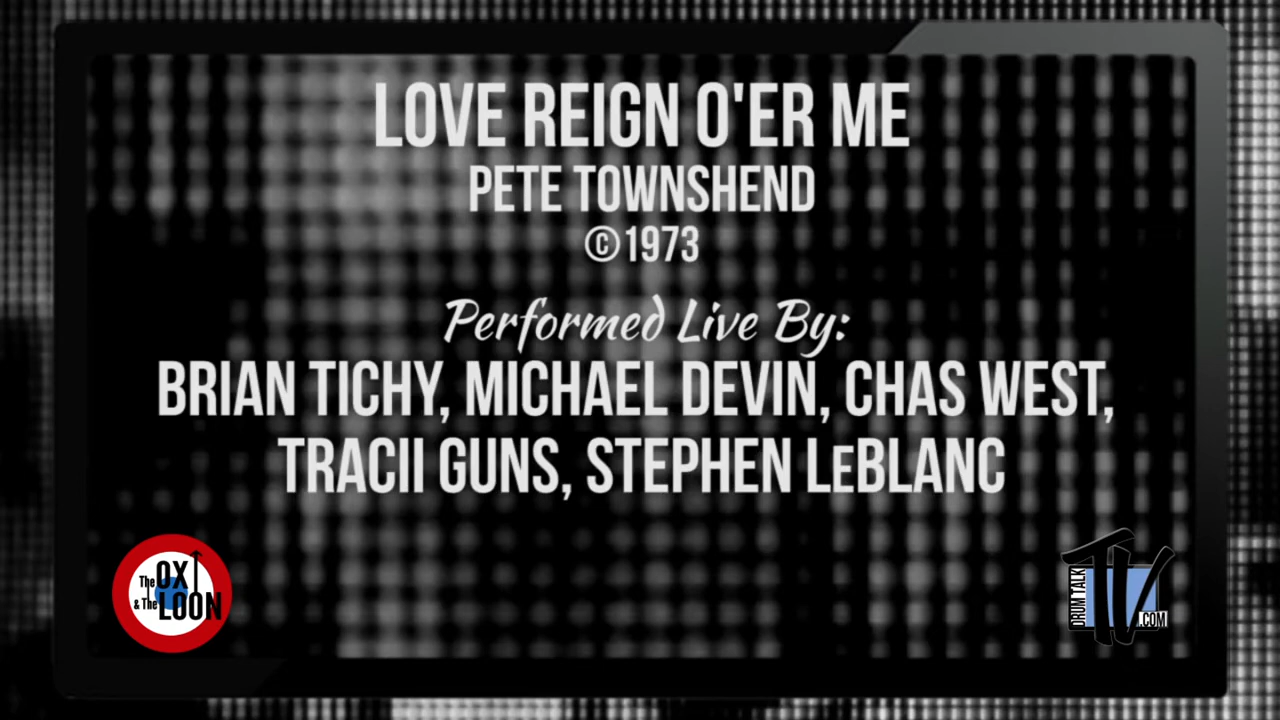 LOVE REIGN O'ER ME
PETE TOWNSHEND
©1973
Performed Live By:
BRIAN TICHY, MICHAEL DEVIN, CHAS WEST,
TRACII GUNS, STEPHEN LEBLANC
The OX
& The LOON
DRUM TALK
TV
.COM